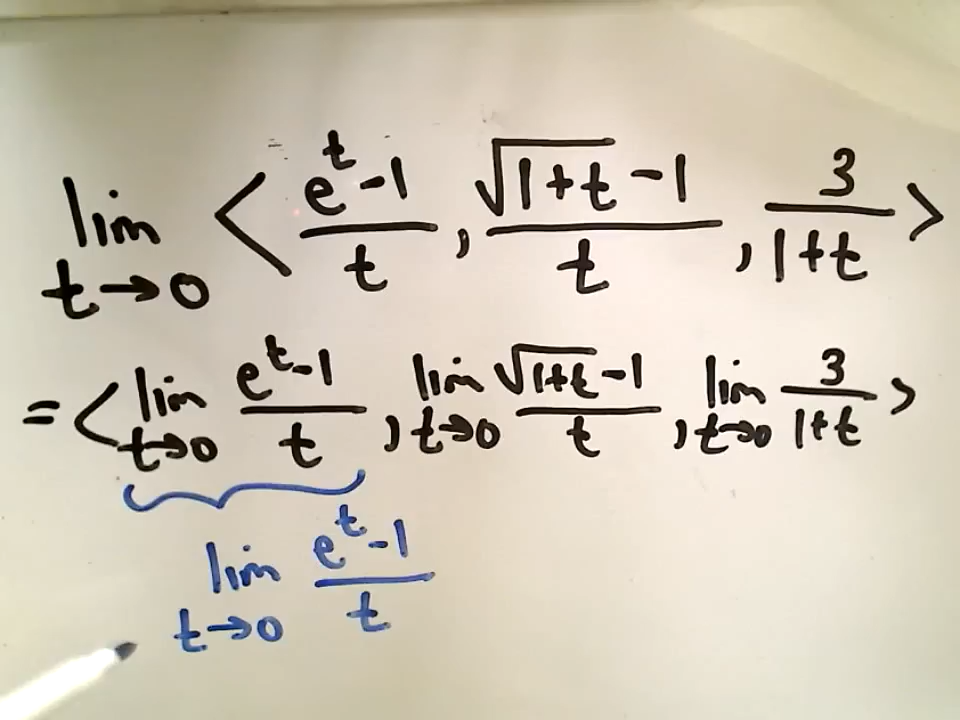 lim t→0 < (e^t-1)/t , (√(1+t) -1)/t , 3/(1+t) >
= < lim t→0 (e^t-1)/t , lim t→0 (√(1+t) -1)/t , lim t→0 3/(1+t) >
lim t→0 (e^t-1)/t